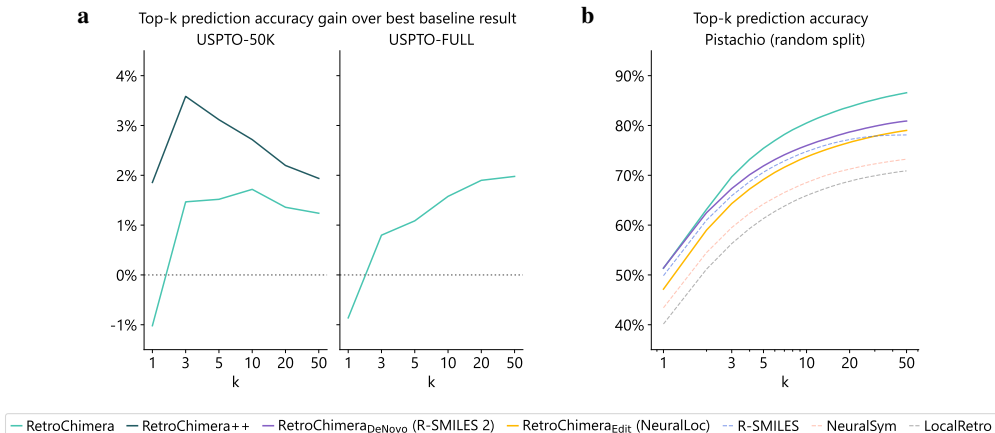 a
Top-k prediction accuracy gain over best baseline result
USPTO-50K
USPTO-FULL
4%
3%
2%
1%
0%
-1%
1 3 5 10 20 50
k
1 3 5 10 20 50
k
b
Top-k prediction accuracy
Pistachio (random split)
90%
80%
70%
60%
50%
40%
1 3 5 10 20 50
k
RetroChimera RetroChimera++ RetroChimera_DeNovo (R-SMILES 2) RetroChimera_Edit (NeuralLoc) R-SMILES NeuralSym LocalRetro